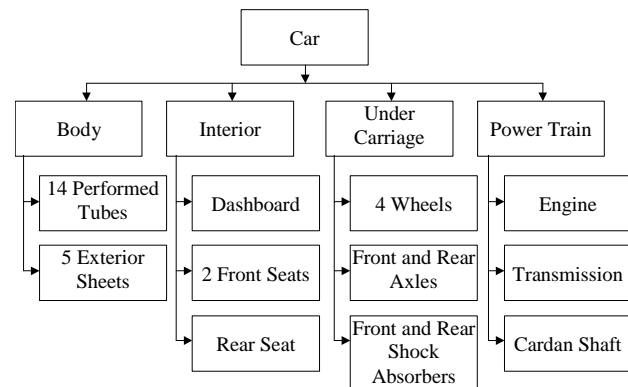 Car
Body
14 Performed
Tubes
5 Exterior
Sheets
Interior
Dashboard
2 Front Seats
Rear Seat
Under
Carriage
4 Wheels
Front and Rear
Axles
Front and Rear
Shock
Absorbers
Power Train
Engine
Transmission
Cardan Shaft